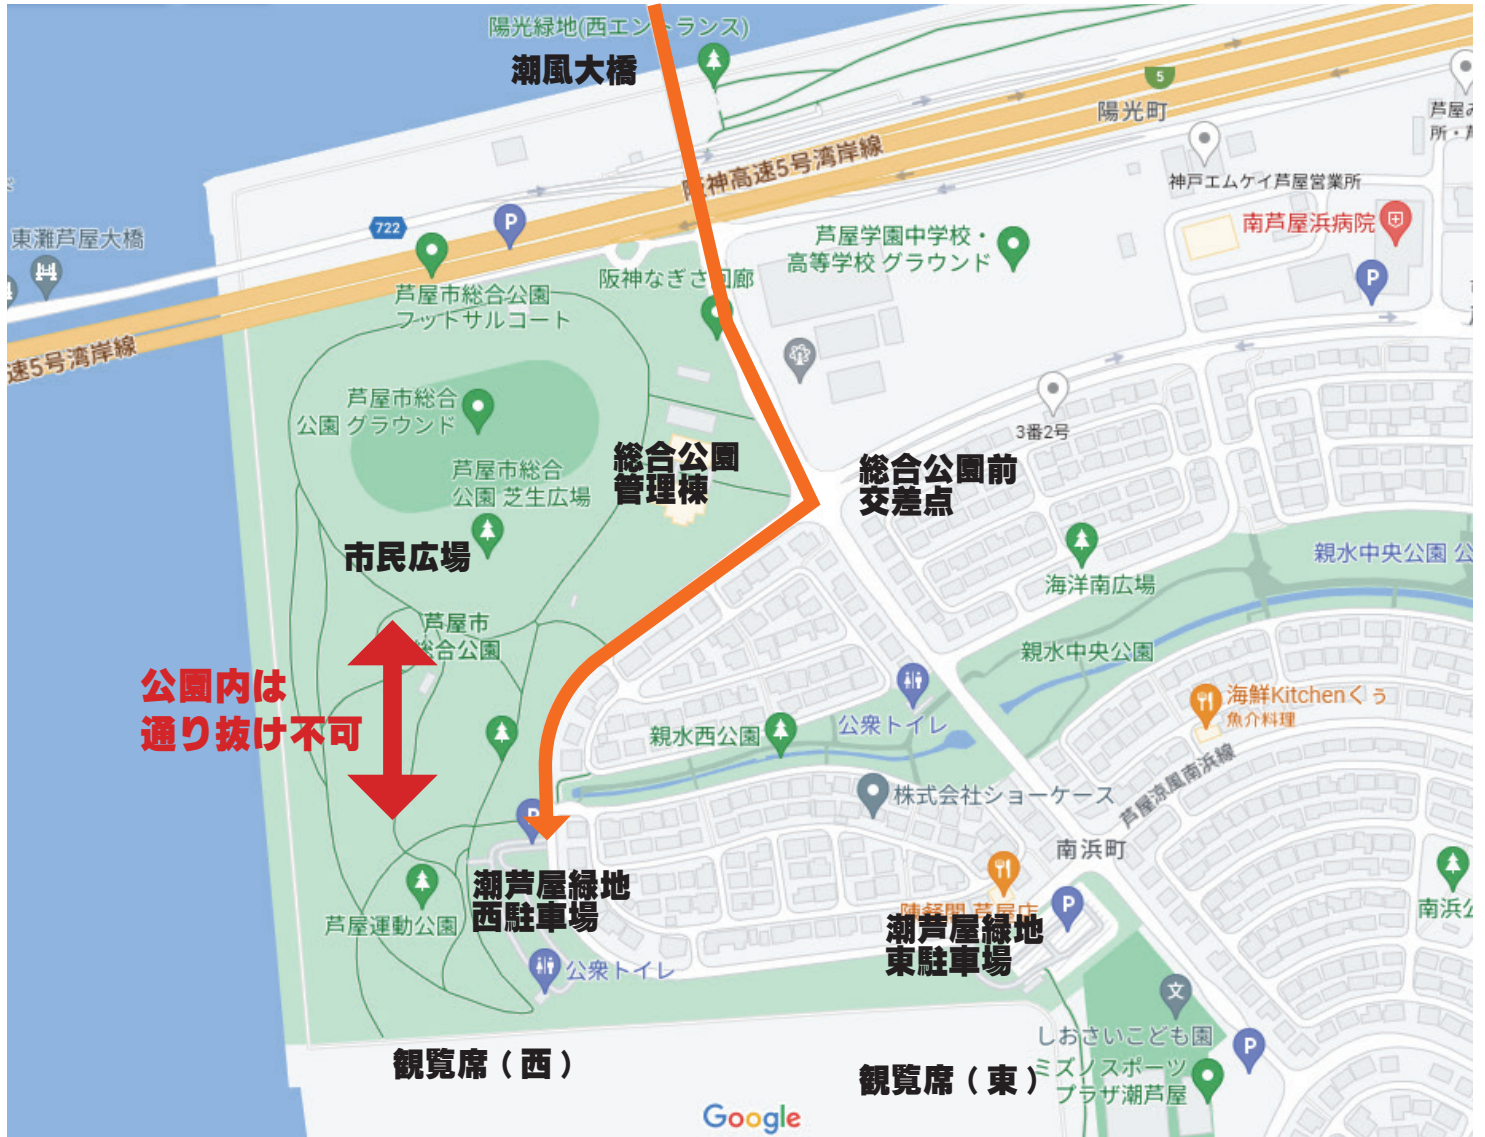 陽光緑地(西エントランス)
潮風大橋
5
陽光町
神戸エムケイ芦屋営業所
阪神高速5号湾岸線
722
P
東灘芦屋大橋
芦屋学園中学校・
高等学校 グラウンド
南芦屋浜病院
P
阪神なぎさ回廊
芦屋市総合公園
フットサルコート
速5号湾岸線
芦屋市総合
公園 グラウンド
3番2号
芦屋市総合
公園 芝生広場
総合公園
管理棟
総合公園前
交差点
市民広場
海洋南広場
親水中央公園 公
芦屋市
総合公園
親水中央公園
公園内は
通り抜け不可
海鮮Kitchenくぅ
魚介料理
親水西公園
公衆トイレ
株式会社ショーケース
芦屋涼風南浜線
南浜町
P
潮芦屋緑地
西駐車場
芦屋運動公園
P
潮芦屋緑地
東駐車場
南浜公
公衆トイレ
文
しおさいこども園
P
観覧席（西）
観覧席（東）
ミズノスポーツ
プラザ潮芦屋
Google